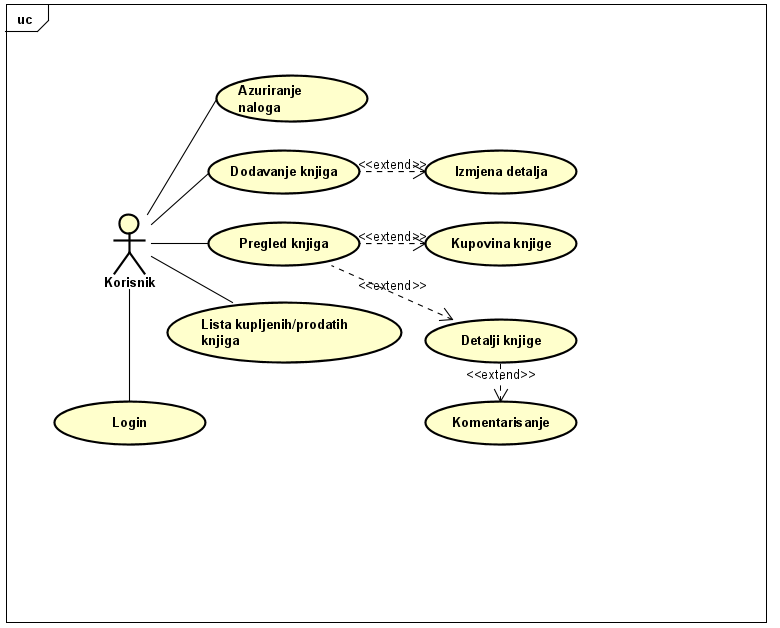 uc
Azuriranje
naloga
Dodavanje knjiga
<<extend>>
Izmjena detalja
Pregled knjiga
<<extend>>
Kupovina knjige
Korisnik
<<extend>>
Lista kupljenih/prodatih
knjiga
Detalji knjige
<<extend>>
Login
Komentarisanje